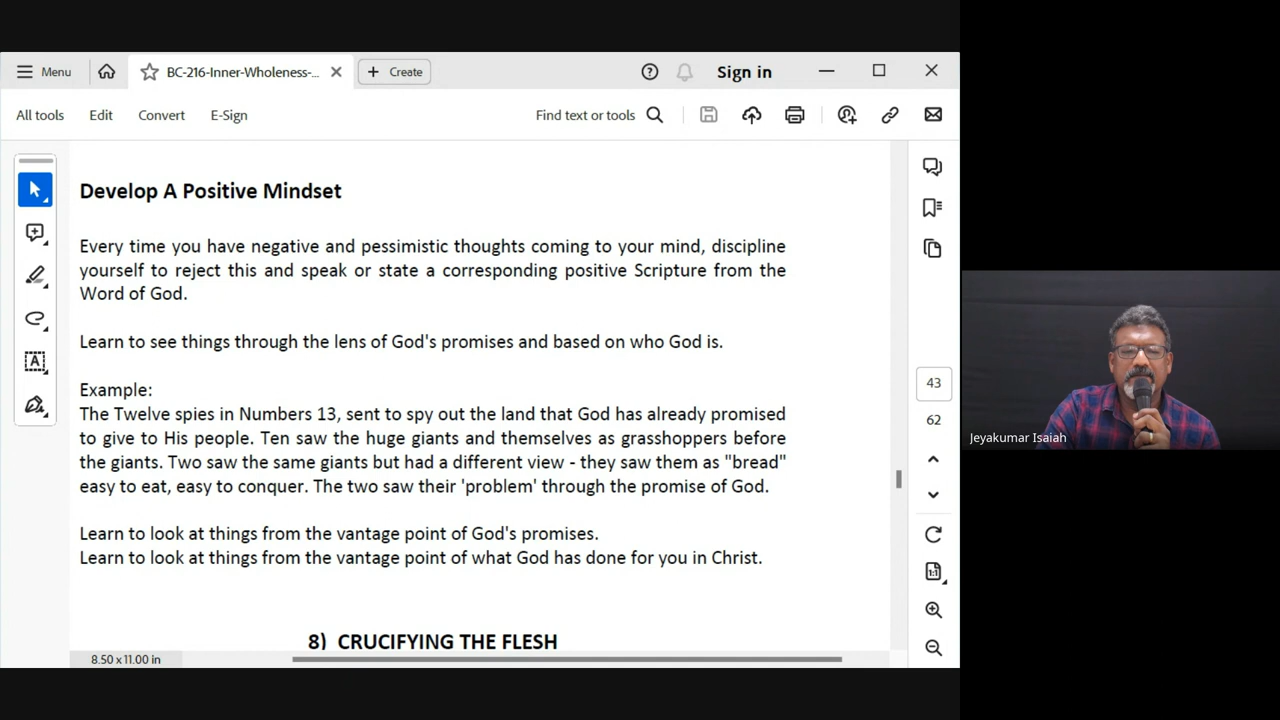 Menu
BC-216-Inner-Wholeness-...
Create
Sign in
All tools
Edit
Convert
E-Sign
Find text or tools
Develop A Positive Mindset
Every time you have negative and pessimistic thoughts coming to your mind, discipline
yourself to reject this and speak or state a corresponding positive Scripture from the
Word of God.
Learn to see things through the lens of God's promises and based on who God is.
Example:
The Twelve spies in Numbers 13, sent to spy out the land that God has already promised
to give to His people. Ten saw the huge giants and themselves as grasshoppers before
the giants. Two saw the same giants but had a different view - they saw them as "bread"
easy to eat, easy to conquer. The two saw their 'problem' through the promise of God.
Learn to look at things from the vantage point of God's promises.
Learn to look at things from the vantage point of what God has done for you in Christ.
8) CRUCIFYING THE FLESH
8.50 x 11.00 in
43
62
1:1
Jeyakumar Isaiah